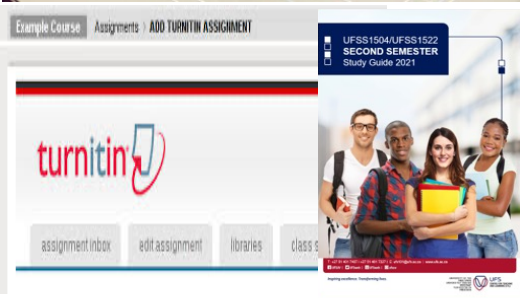 Example Course Assignments > ADD TURNITIN ASSIGNMENT
turnitin
assignment inbox edit assignment libraries class s
UFSS1504/UFSS1522
SECOND SEMESTER
Study Guide 2021
Inspiring excellence. Transforming lives.
UFS